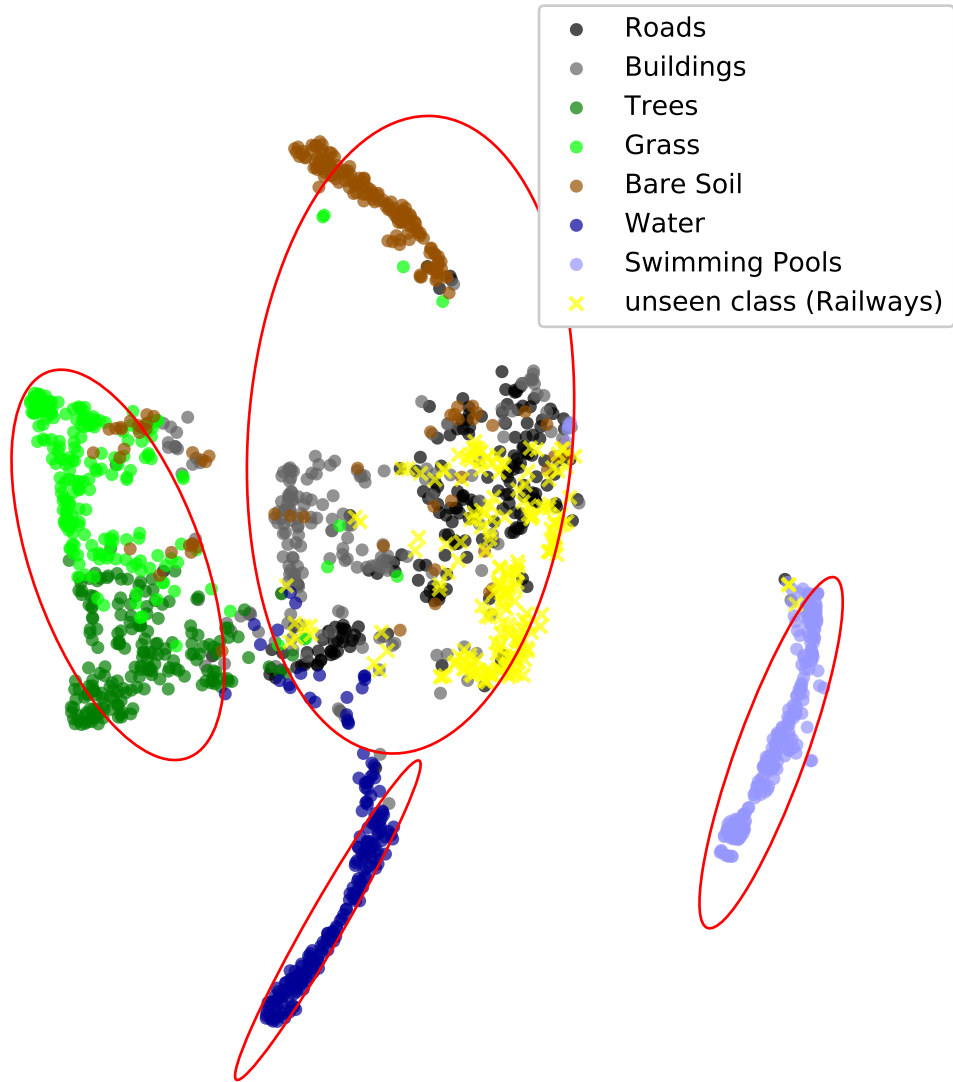 Roads
Buildings
Trees
Grass
Bare Soil
Water
Swimming Pools
unseen class (Railways)